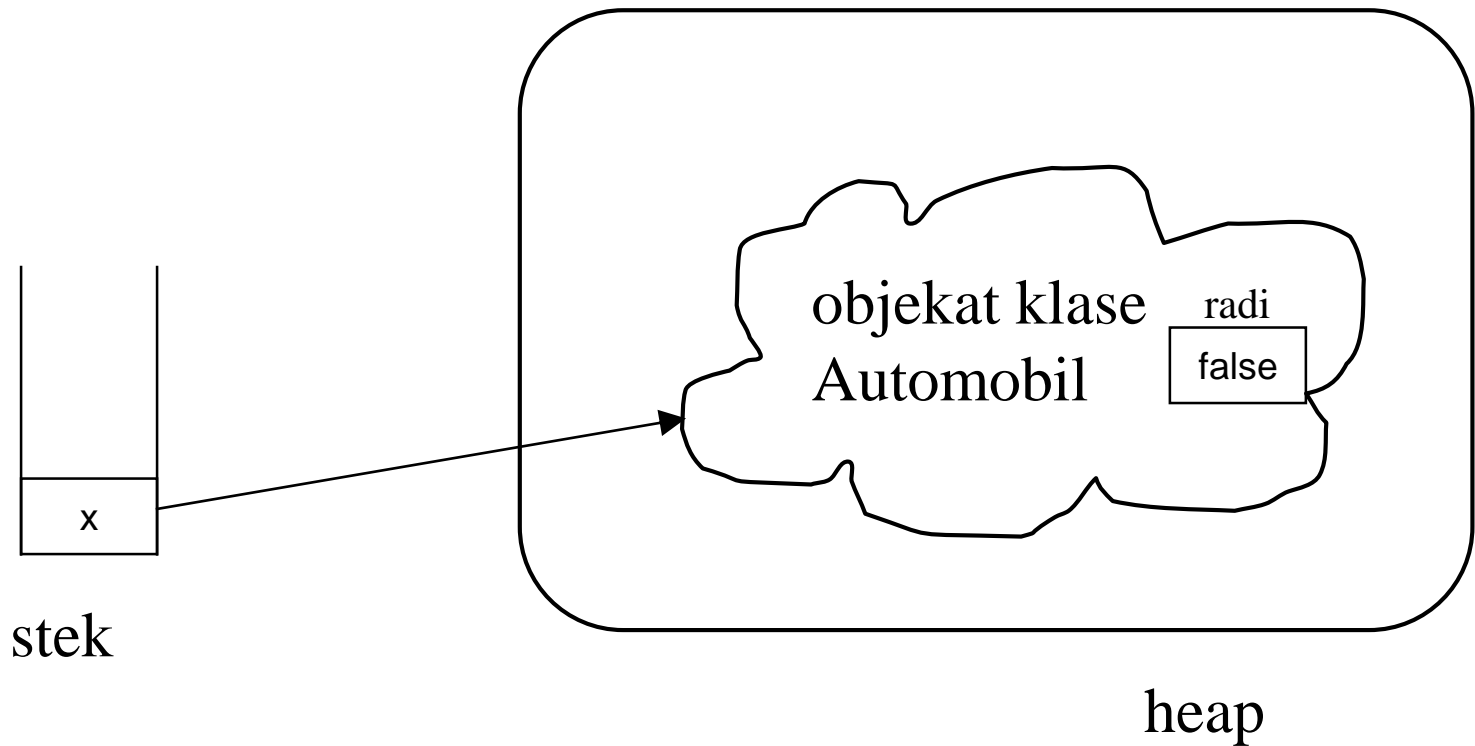 objekat klase
Automobil
radi
false
x
stek
heap